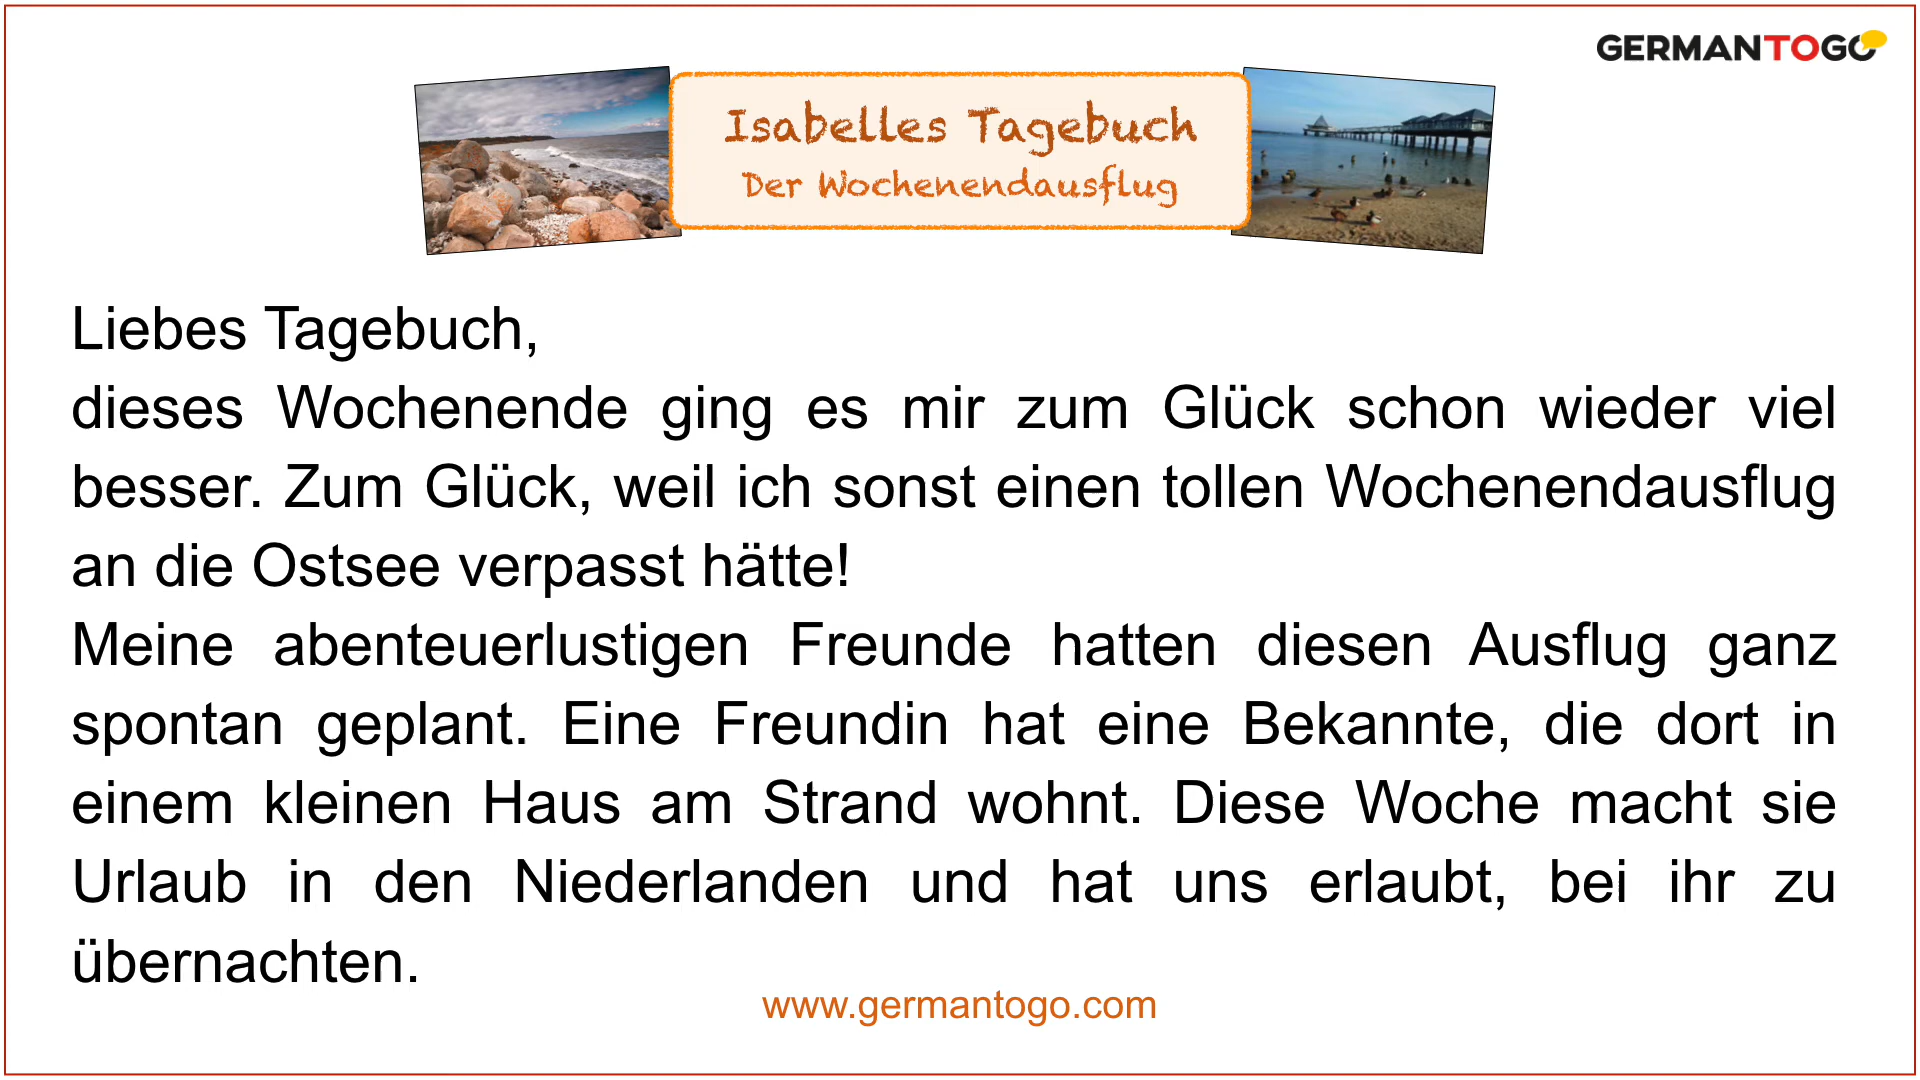 GERMANTOGO
Isabelles Tagebuch
Der Wochenendausflug
Liebes Tagebuch,
dieses Wochenende ging es mir zum Glück schon wieder viel
besser. Zum Glück, weil ich sonst einen tollen Wochenendausflug
an die Ostsee verpasst hätte!
Meine abenteuerlustigen Freunde hatten diesen Ausflug ganz
spontan geplant. Eine Freundin hat eine Bekannte, die dort in
einem kleinen Haus am Strand wohnt. Diese Woche macht sie
Urlaub in den Niederlanden und hat uns erlaubt, bei ihr zu
übernachten.
www.germantogo.com